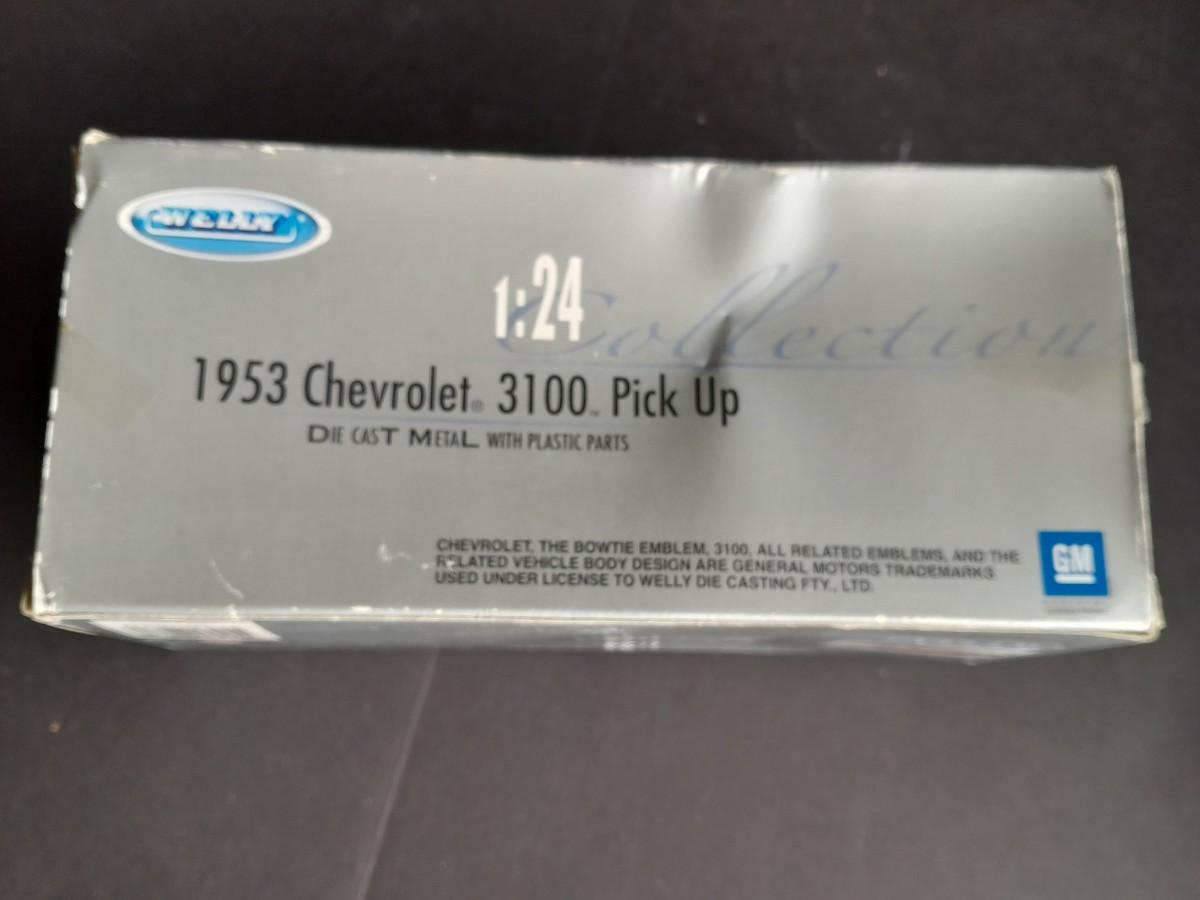 WELLY
1:24
Collection
1953 Chevrolet® 3100™ Pick Up
DIE CAST METAL WITH PLASTIC PARTS
CHEVROLET, THE BOWTIE EMBLEM, 3100, ALL RELATED EMBLEMS, AND THE
RELATED VEHICLE BODY DESIGN ARE GENERAL MOTORS TRADEMARKS
USED UNDER LICENSE TO WELLY DIE CASTING FTY., LTD.
GM